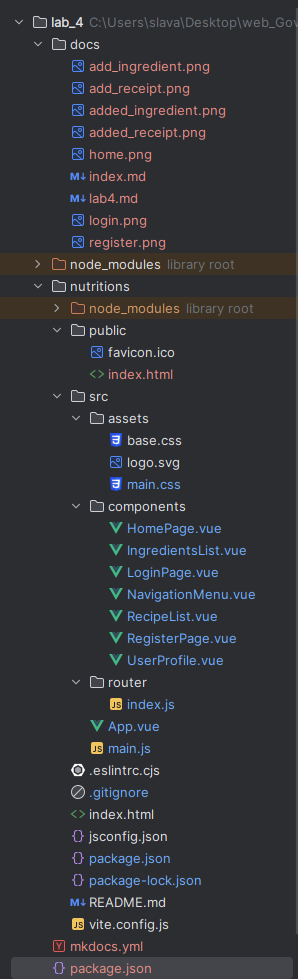 lab_4 C:\Users\slava\Desktop\web_Gov
docs
add_ingredient.png
add_receipt.png
added_ingredient.png
added_receipt.png
home.png
index.md
lab4.md
login.png
register.png
node_modules library root
nutritions
node_modules library root
public
favicon.ico
index.html
src
assets
base.css
logo.svg
main.css
components
HomePage.vue
IngredientsList.vue
LoginPage.vue
NavigationMenu.vue
RecipeList.vue
RegisterPage.vue
UserProfile.vue
router
index.js
App.vue
main.js
.eslintrc.cjs
.gitignore
index.html
jsconfig.json
package.json
package-lock.json
README.md
vite.config.js
mkdocs.yml
package.json